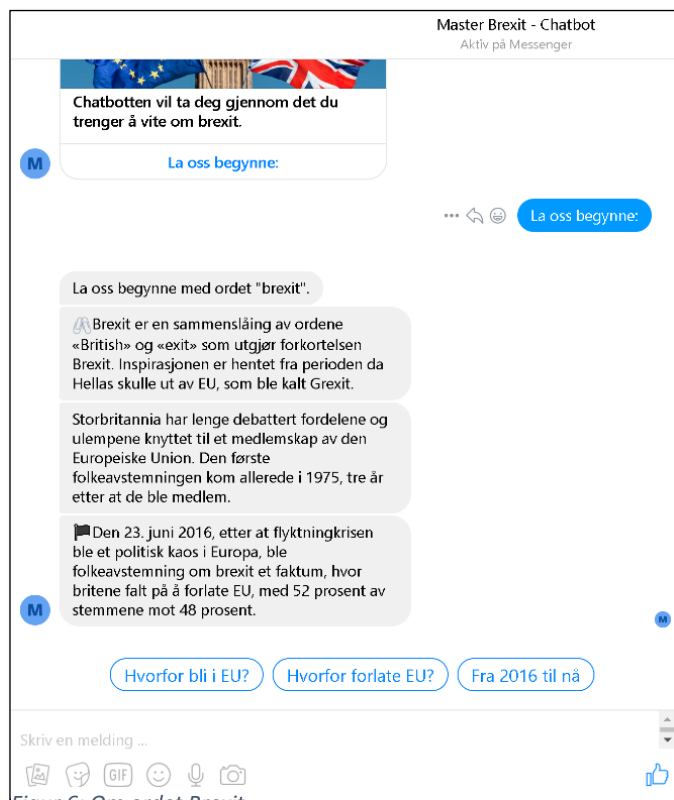 Master Brexit - Chatbot
Aktiv på Messenger
Chatbotten vil ta deg gjennom det du
trenger å vite om brexit.
M
La oss begynne:
La oss begynne:
La oss begynne med ordet "brexit".
Brexit er en sammenslåing av ordene
«British» og «exit» som utgjør forkortelsen
Brexit. Inspirasjonen er hentet fra perioden da
Hellas skulle ut av EU, som ble kalt Grexit.
Storbritannia har lenge debattert fordelene og
ulempene knyttet til et medlemskap av den
Europeiske Union. Den første
folkeavstemningen kom allerede i 1975, tre år
etter at de ble medlem.
Den 23. juni 2016, etter at flyktningkrisen
ble et politisk kaos i Europa, ble
folkeavstemning om brexit et faktum, hvor
britene falt på å forlate EU, med 52 prosent av
stemmene mot 48 prosent.
M
M
Hvorfor bli i EU?
Hvorfor forlate EU?
Fra 2016 til nå
Skriv en melding ...
GIF
Figur 6: Om ordet Brexit